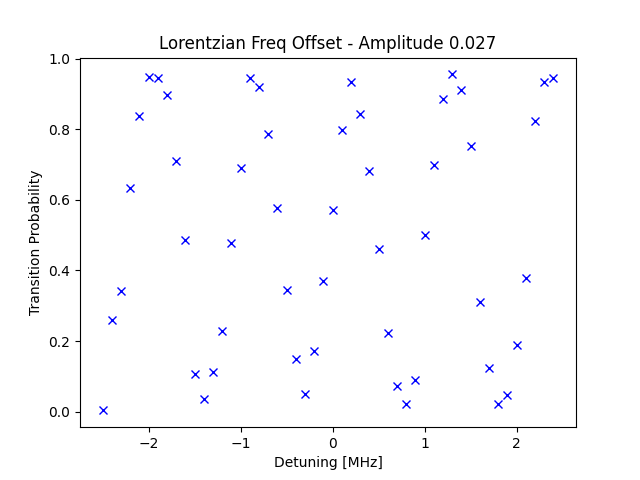 Lorentzian Freq Offset - Amplitude 0.027
Transition Probability
1.0
0.8
0.6
0.4
0.2
0.0
−2 −1 0 1 2
Detuning [MHz]